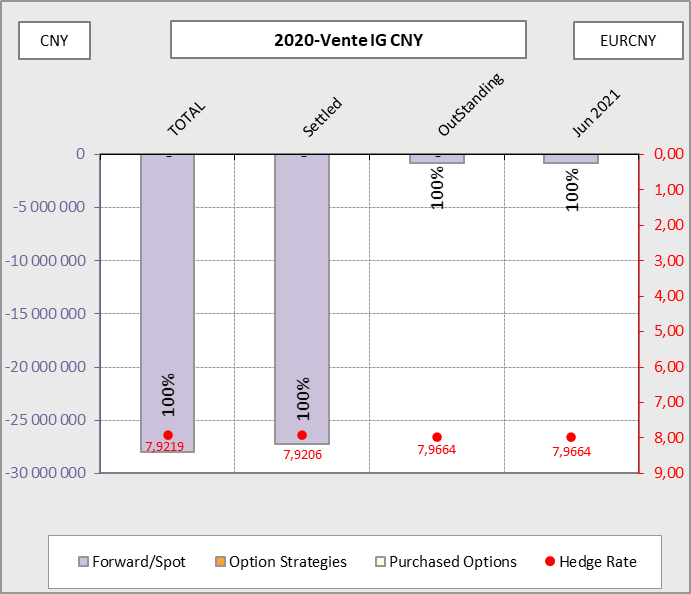 CNY
2020-Vente IG CNY
EURCNY
TOTAL
Settled
OutStanding
Jun 2021
0
-5 000 000
-10 000 000
-15 000 000
-20 000 000
-25 000 000
-30 000 000
-
-
-
-
100%
100%
100%
100%
7,9219
7,9206
7,9664
7,9664
0,00
1,00
2,00
3,00
4,00
5,00
6,00
7,00
8,00
9,00
Forward/Spot
Option Strategies
Purchased Options
Hedge Rate